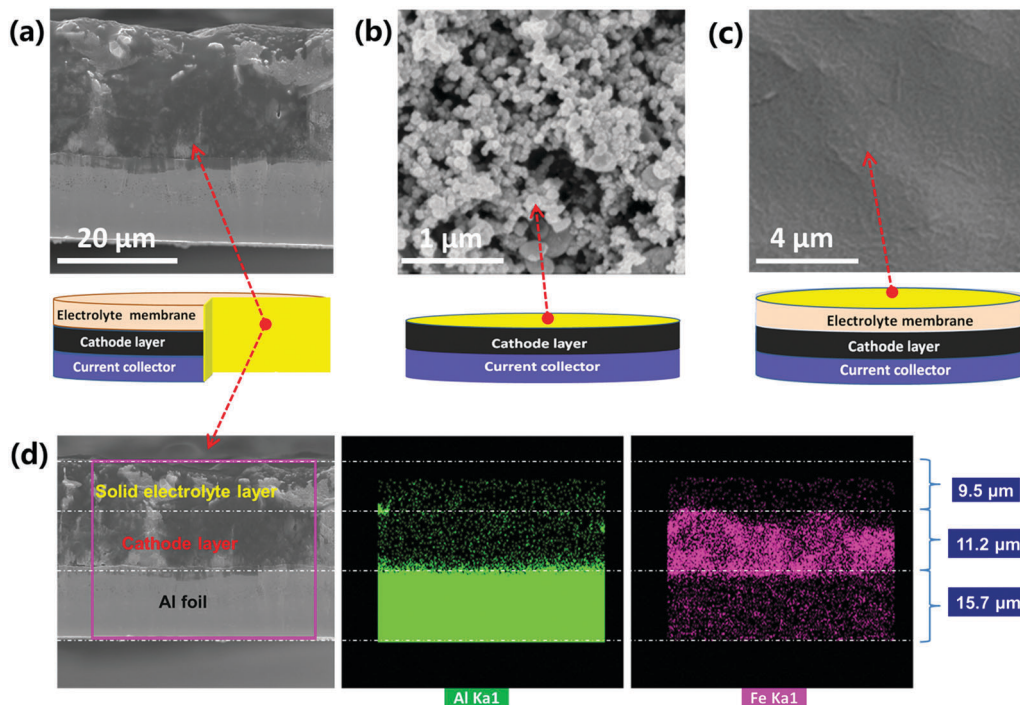 (a)
(b)
(c)
20 μm
1 μm
4 μm
Electrolyte membrane
Cathode layer
Current collector
Cathode layer
Current collector
Electrolyte membrane
Cathode layer
Current collector
(d)
Solid electrolyte layer
Cathode layer
Al foil
9.5 μm
11.2 μm
15.7 μm
Al Ka1
Fe Ka1